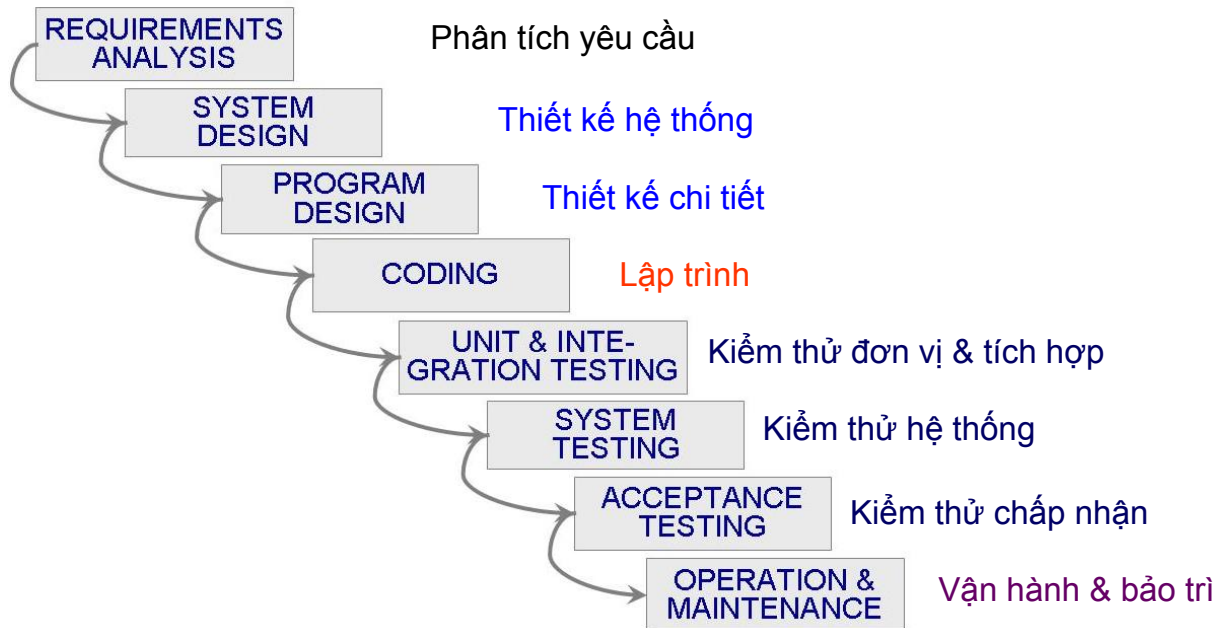 REQUIREMENTS
ANALYSIS
Phân tích yêu cầu
SYSTEM
DESIGN
Thiết kế hệ thống
PROGRAM
DESIGN
Thiết kế chi tiết
CODING
Lập trình
UNIT & INTE-
GRATION TESTING
Kiểm thử đơn vị & tích hợp
SYSTEM
TESTING
Kiểm thử hệ thống
ACCEPTANCE
TESTING
Kiểm thử chấp nhận
OPERATION &
MAINTENANCE
Vận hành & bảo trì